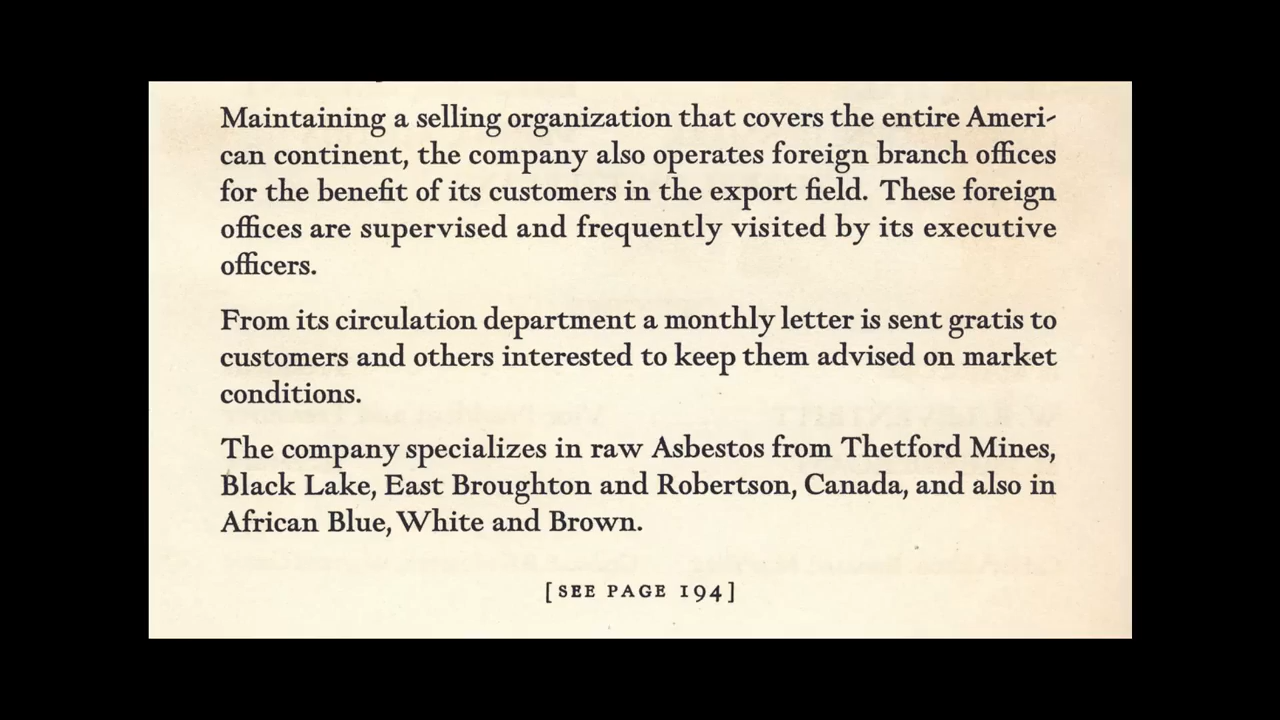 Maintaining a selling organization that covers the entire Ameri-
can continent, the company also operates foreign branch offices
for the benefit of its customers in the export field. These foreign
offices are supervised and frequently visited by its executive
officers.
From its circulation department a monthly letter is sent gratis to
customers and others interested to keep them advised on market
conditions.
The company specializes in raw Asbestos from Thetford Mines,
Black Lake, East Broughton and Robertson, Canada, and also in
African Blue, White and Brown.
[SEE PAGE 194]